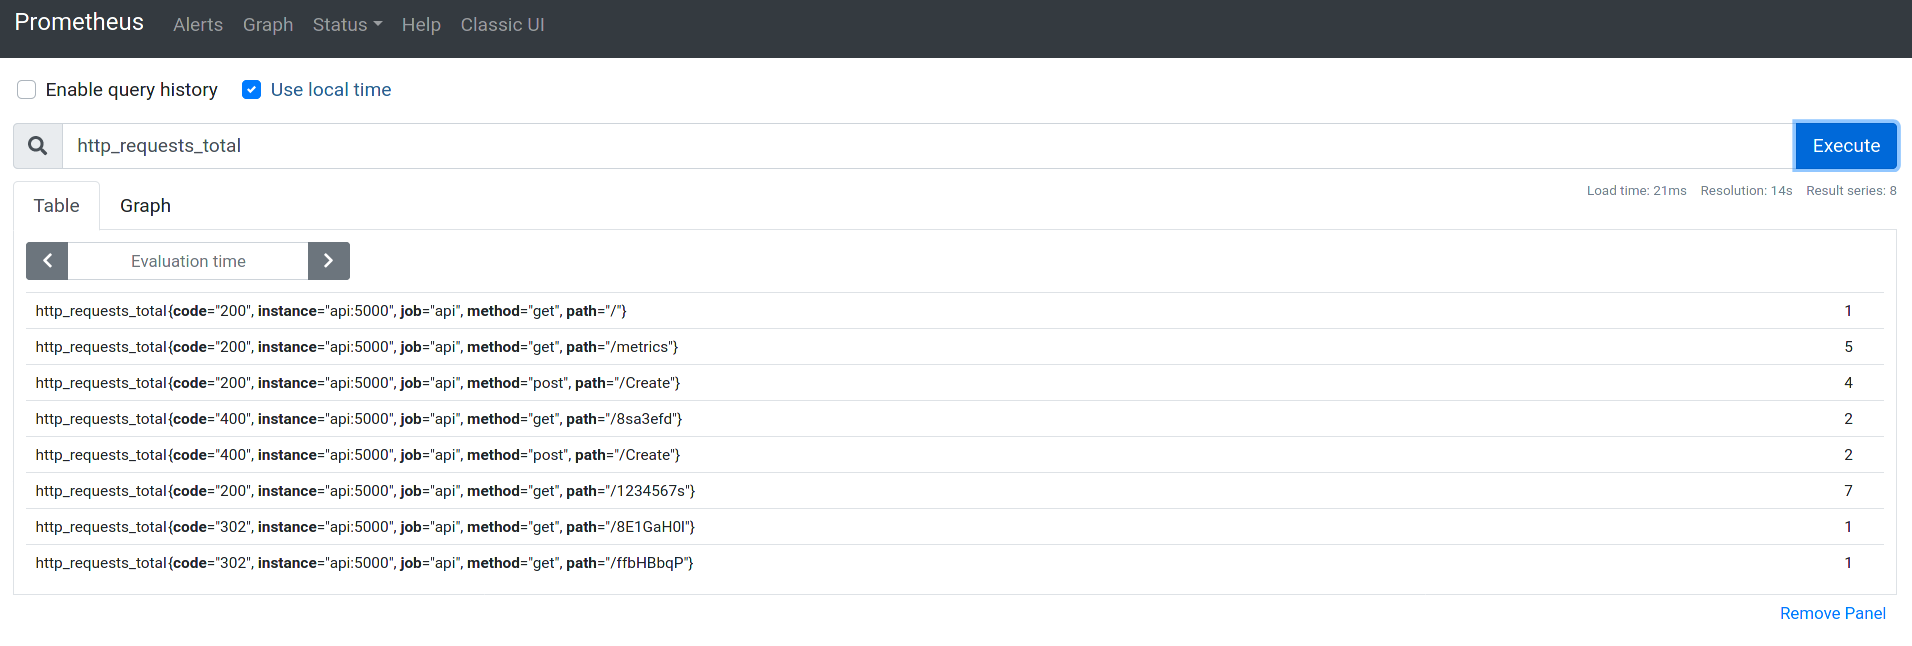 Prometheus Alerts Graph Status Help Classic UI
Enable query history Use local time
http_requests_total Execute
Table Graph Load time: 21ms Resolution: 14s Result series: 8
Evaluation time
http_requests_total{code="200", instance="api:5000", job="api", method="get", path="/"} 1
http_requests_total{code="200", instance="api:5000", job="api", method="get", path="/metrics"} 5
http_requests_total{code="200", instance="api:5000", job="api", method="post", path="/Create"} 4
http_requests_total{code="400", instance="api:5000", job="api", method="get", path="/8sa3efd"} 2
http_requests_total{code="400", instance="api:5000", job="api", method="post", path="/Create"} 2
http_requests_total{code="200", instance="api:5000", job="api", method="get", path="/1234567s"} 7
http_requests_total{code="302", instance="api:5000", job="api", method="get", path="/8E1GaH0I"} 1
http_requests_total{code="302", instance="api:5000", job="api", method="get", path="/ffbHBbqP"} 1
Remove Panel